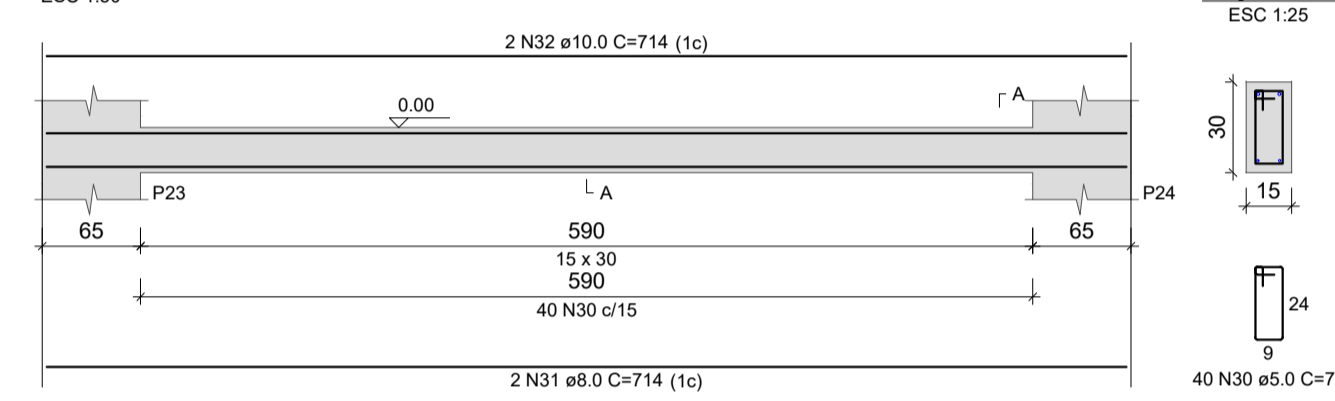 ESC 1:25
2 N32 ø10.0 C=714 (1c)
0.00
A
30
15
P23
A
P24
65
590
65
15 x 30
590
40 N30 c/15
24
9
2 N31 ø8.0 C=714 (1c)
40 N30 ø5.0 C=7